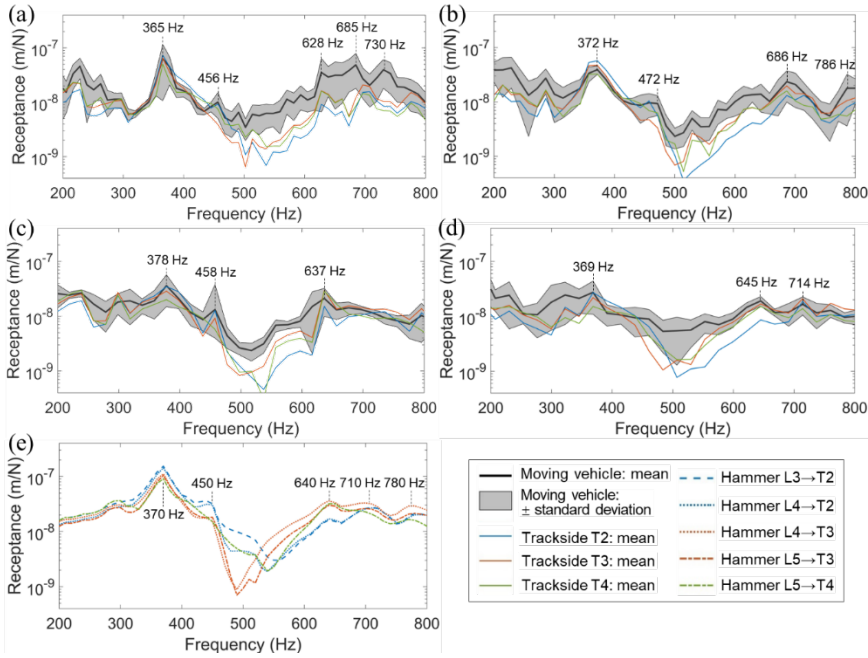 (a)
365 Hz
456 Hz
628 Hz
685 Hz
730 Hz
Receptance (m/N)
10-7
10-8
10-9
200 300 400 500 600 700 800
Frequency (Hz)
(b)
372 Hz
472 Hz
686 Hz
786 Hz
Receptance (m/N)
10-7
10-8
10-9
200 300 400 500 600 700 800
Frequency (Hz)
(c)
378 Hz
458 Hz
637 Hz
Receptance (m/N)
10-7
10-8
10-9
200 300 400 500 600 700 800
Frequency (Hz)
(d)
369 Hz
645 Hz
714 Hz
Receptance (m/N)
10-7
10-8
10-9
200 300 400 500 600 700 800
Frequency (Hz)
(e)
370 Hz
450 Hz
640 Hz
710 Hz
780 Hz
Receptance (m/N)
10-7
10-8
10-9
200 300 400 500 600 700 800
Frequency (Hz)
Moving vehicle: mean
Moving vehicle:
± standard deviation
Trackside T2: mean
Trackside T3: mean
Trackside T4: mean
Hammer L3→T2
Hammer L4→T2
Hammer L4→T3
Hammer L5→T3
Hammer L5→T4